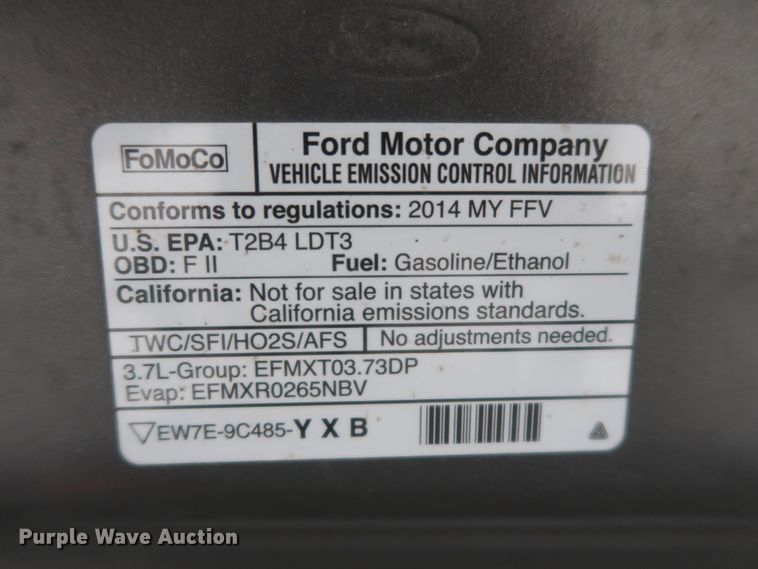 FoMoCo
Ford Motor Company
VEHICLE EMISSION CONTROL INFORMATION
Conforms to regulations: 2014 MY FFV
U.S. EPA: T2B4 LDT3
OBD: F II Fuel: Gasoline/Ethanol
California: Not for sale in states with
California emissions standards.
TWC/SFI/HO2S/AFS No adjustments needed.
3.7L-Group: EFMXT03.73DP
Evap: EFMXR0265NBV
EW7E-9C485-Y X B
Purple Wave Auction